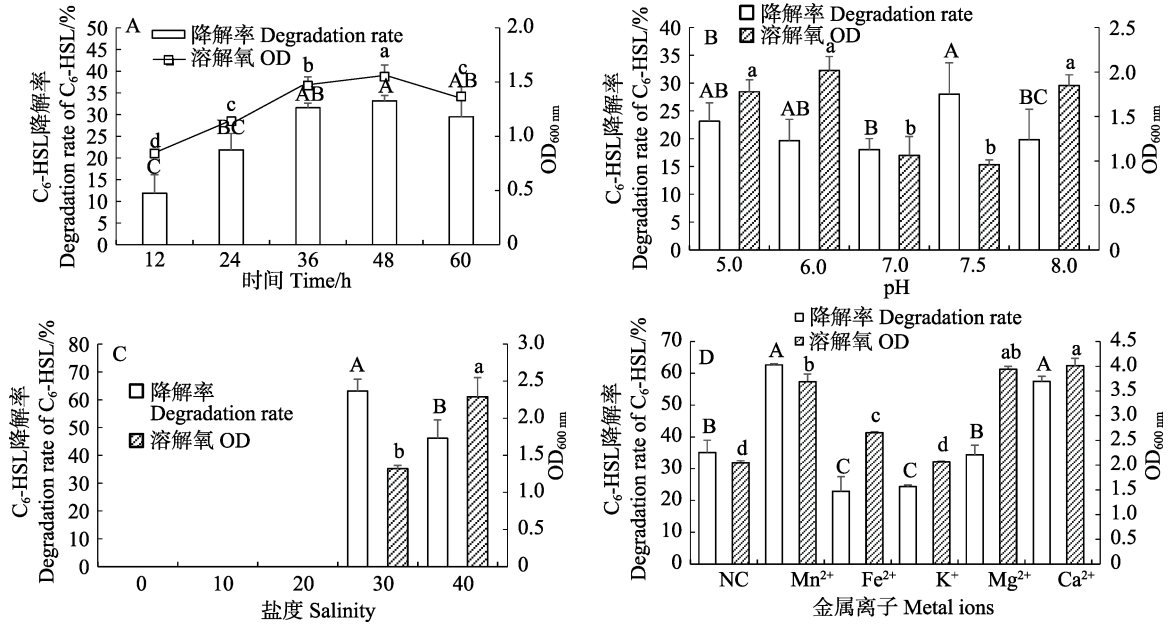 A
降解率 Degradation rate
溶解氧 OD
C₆-HSL降解率
Degradation rate of C₆-HSL/%
50
45
40
35
30
25
20
15
10
5
0
d
C
c
BC
b
AB
a
A
c
AB
2.0
1.5
1.0
0.5
0
OD₆₀₀ ₙₘ
12 24 36 48 60
时间 Time/h
B
降解率 Degradation rate
溶解氧 OD
C₆-HSL降解率
Degradation rate of C₆-HSL/%
40
35
30
25
20
15
10
5
0
AB
a
AB
a
B
b
A
b
BC
a
2.5
2.0
1.5
1.0
0.5
0
OD₆₀₀ ₙₘ
5.0 6.0 7.0 7.5 8.0
pH
C
降解率
Degradation rate
溶解氧 OD
C₆-HSL降解率
Degradation rate of C₆-HSL/%
80
70
60
50
40
30
20
10
0
A
b
B
a
3.0
2.5
2.0
1.5
1.0
0.5
0
OD₆₀₀ ₙₘ
0 10 20 30 40
盐度 Salinity
D
降解率 Degradation rate
溶解氧 OD
C₆-HSL降解率
Degradation rate of C₆-HSL/%
70
60
50
40
30
20
10
0
B
d
A
b
C
c
C
d
B
ab
A
a
4.5
4.0
3.5
3.0
2.5
2.0
1.5
1.0
0.5
0
OD₆₀₀ ₙₘ
NC Mn²⁺ Fe²⁺ K⁺ Mg²⁺ Ca²⁺
金属离子 Metal ions